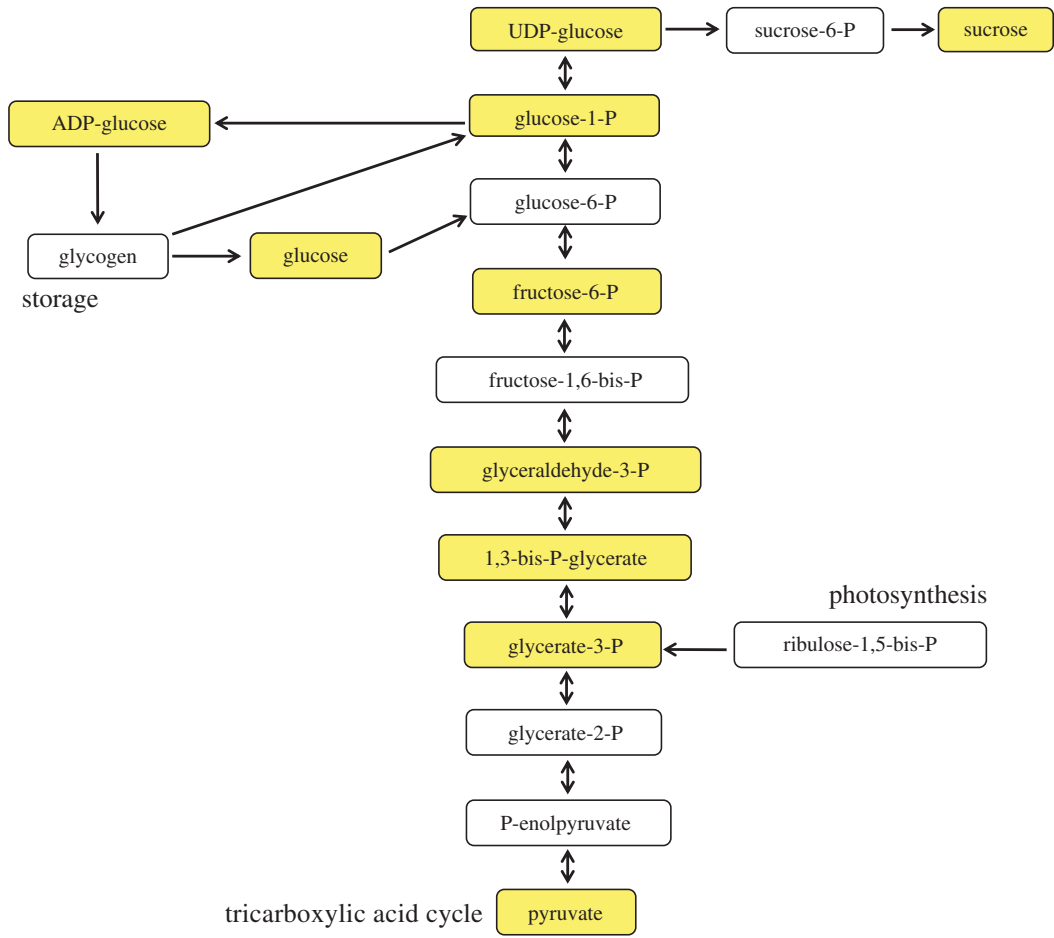 UDP-glucose
sucrose-6-P
sucrose
ADP-glucose
glucose-1-P
glucose-6-P
glycogen
glucose
storage
fructose-6-P
fructose-1,6-bis-P
glyceraldehyde-3-P
1,3-bis-P-glycerate
photosynthesis
glycerate-3-P
ribulose-1,5-bis-P
glycerate-2-P
P-enolpyruvate
tricarboxylic acid cycle
pyruvate